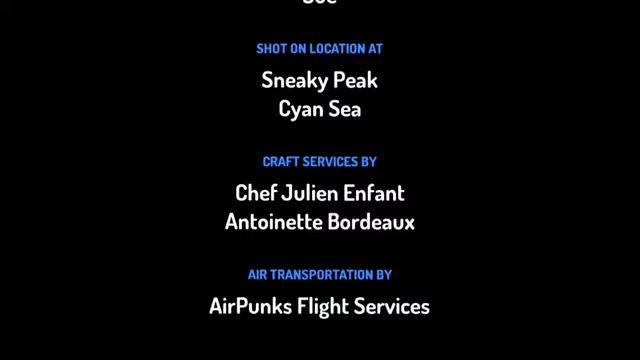 SHOT ON LOCATION AT
Sneaky Peak
Cyan Sea
CRAFT SERVICES BY
Chef Julien Enfant
Antoinette Bordeaux
AIR TRANSPORTATION BY
AirPunks Flight Services